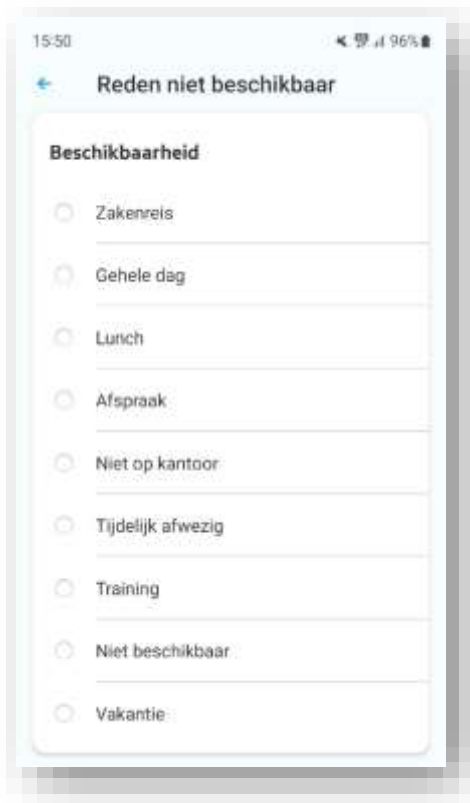 15:50 96%
Reden niet beschikbaar
Beschikbaarheid
Zakenreis
Gehele dag
Lunch
Afspraak
Niet op kantoor
Tijdelijk afwezig
Training
Niet beschikbaar
Vakantie